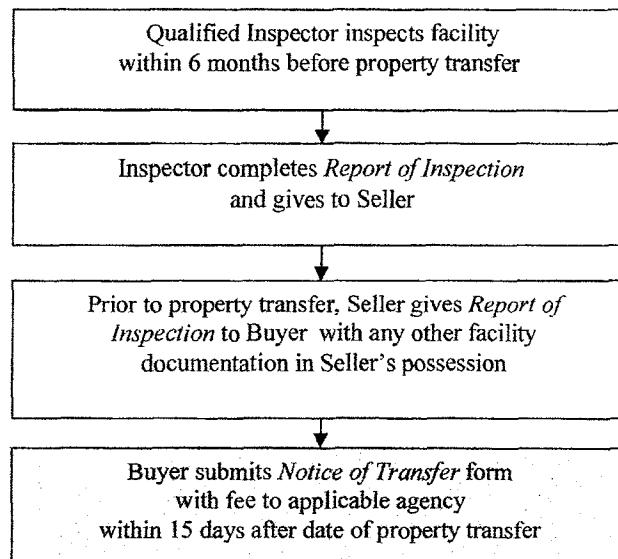 Qualified Inspector inspects facility
within 6 months before property transfer
Inspector completes Report of Inspection
and gives to Seller
Prior to property transfer, Seller gives Report of
Inspection to Buyer with any other facility
documentation in Seller's possession
Buyer submits Notice of Transfer form
with fee to applicable agency
within 15 days after date of property transfer